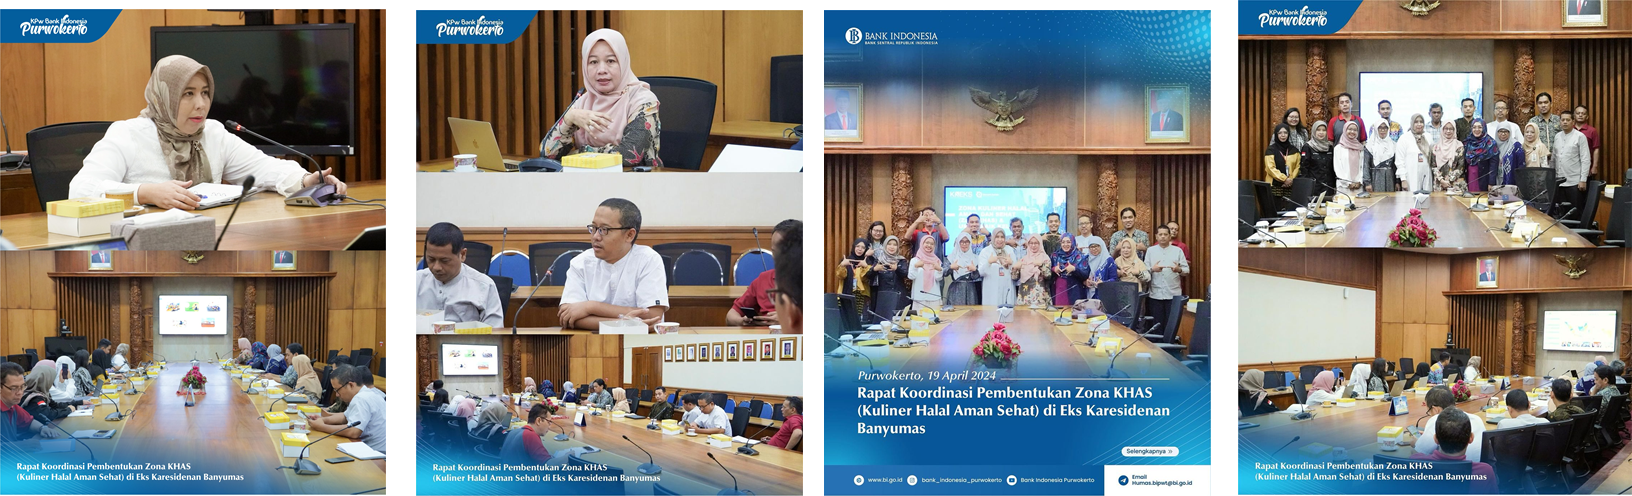 KPw Bank Indonesia
Purwokerto
Rapat Koordinasi Pembentukan Zona KHAS
(Kuliner Halal Aman Sehat) di Eks Karesidenan Banyumas
KPw Bank Indonesia
Purwokerto
Rapat Koordinasi Pembentukan Zona KHAS
(Kuliner Halal Aman Sehat) di Eks Karesidenan Banyumas
BANK INDONESIA
BANK SENTRAL REPUBLIK INDONESIA
Purwokerto, 19 April 2024
Rapat Koordinasi Pembentukan Zona KHAS
(Kuliner Halal Aman Sehat) di Eks Karesidenan
Banyumas
Selengkapnya »
www.bi.go.id
bank_indonesia_purwokerto
Bank Indonesia Purwokerto
Email
Humas.bipwt@bi.go.id
KPw Bank Indonesia
Purwokerto
Rapat Koordinasi Pembentukan Zona KHAS
(Kuliner Halal Aman Sehat) di Eks Karesidenan Banyumas